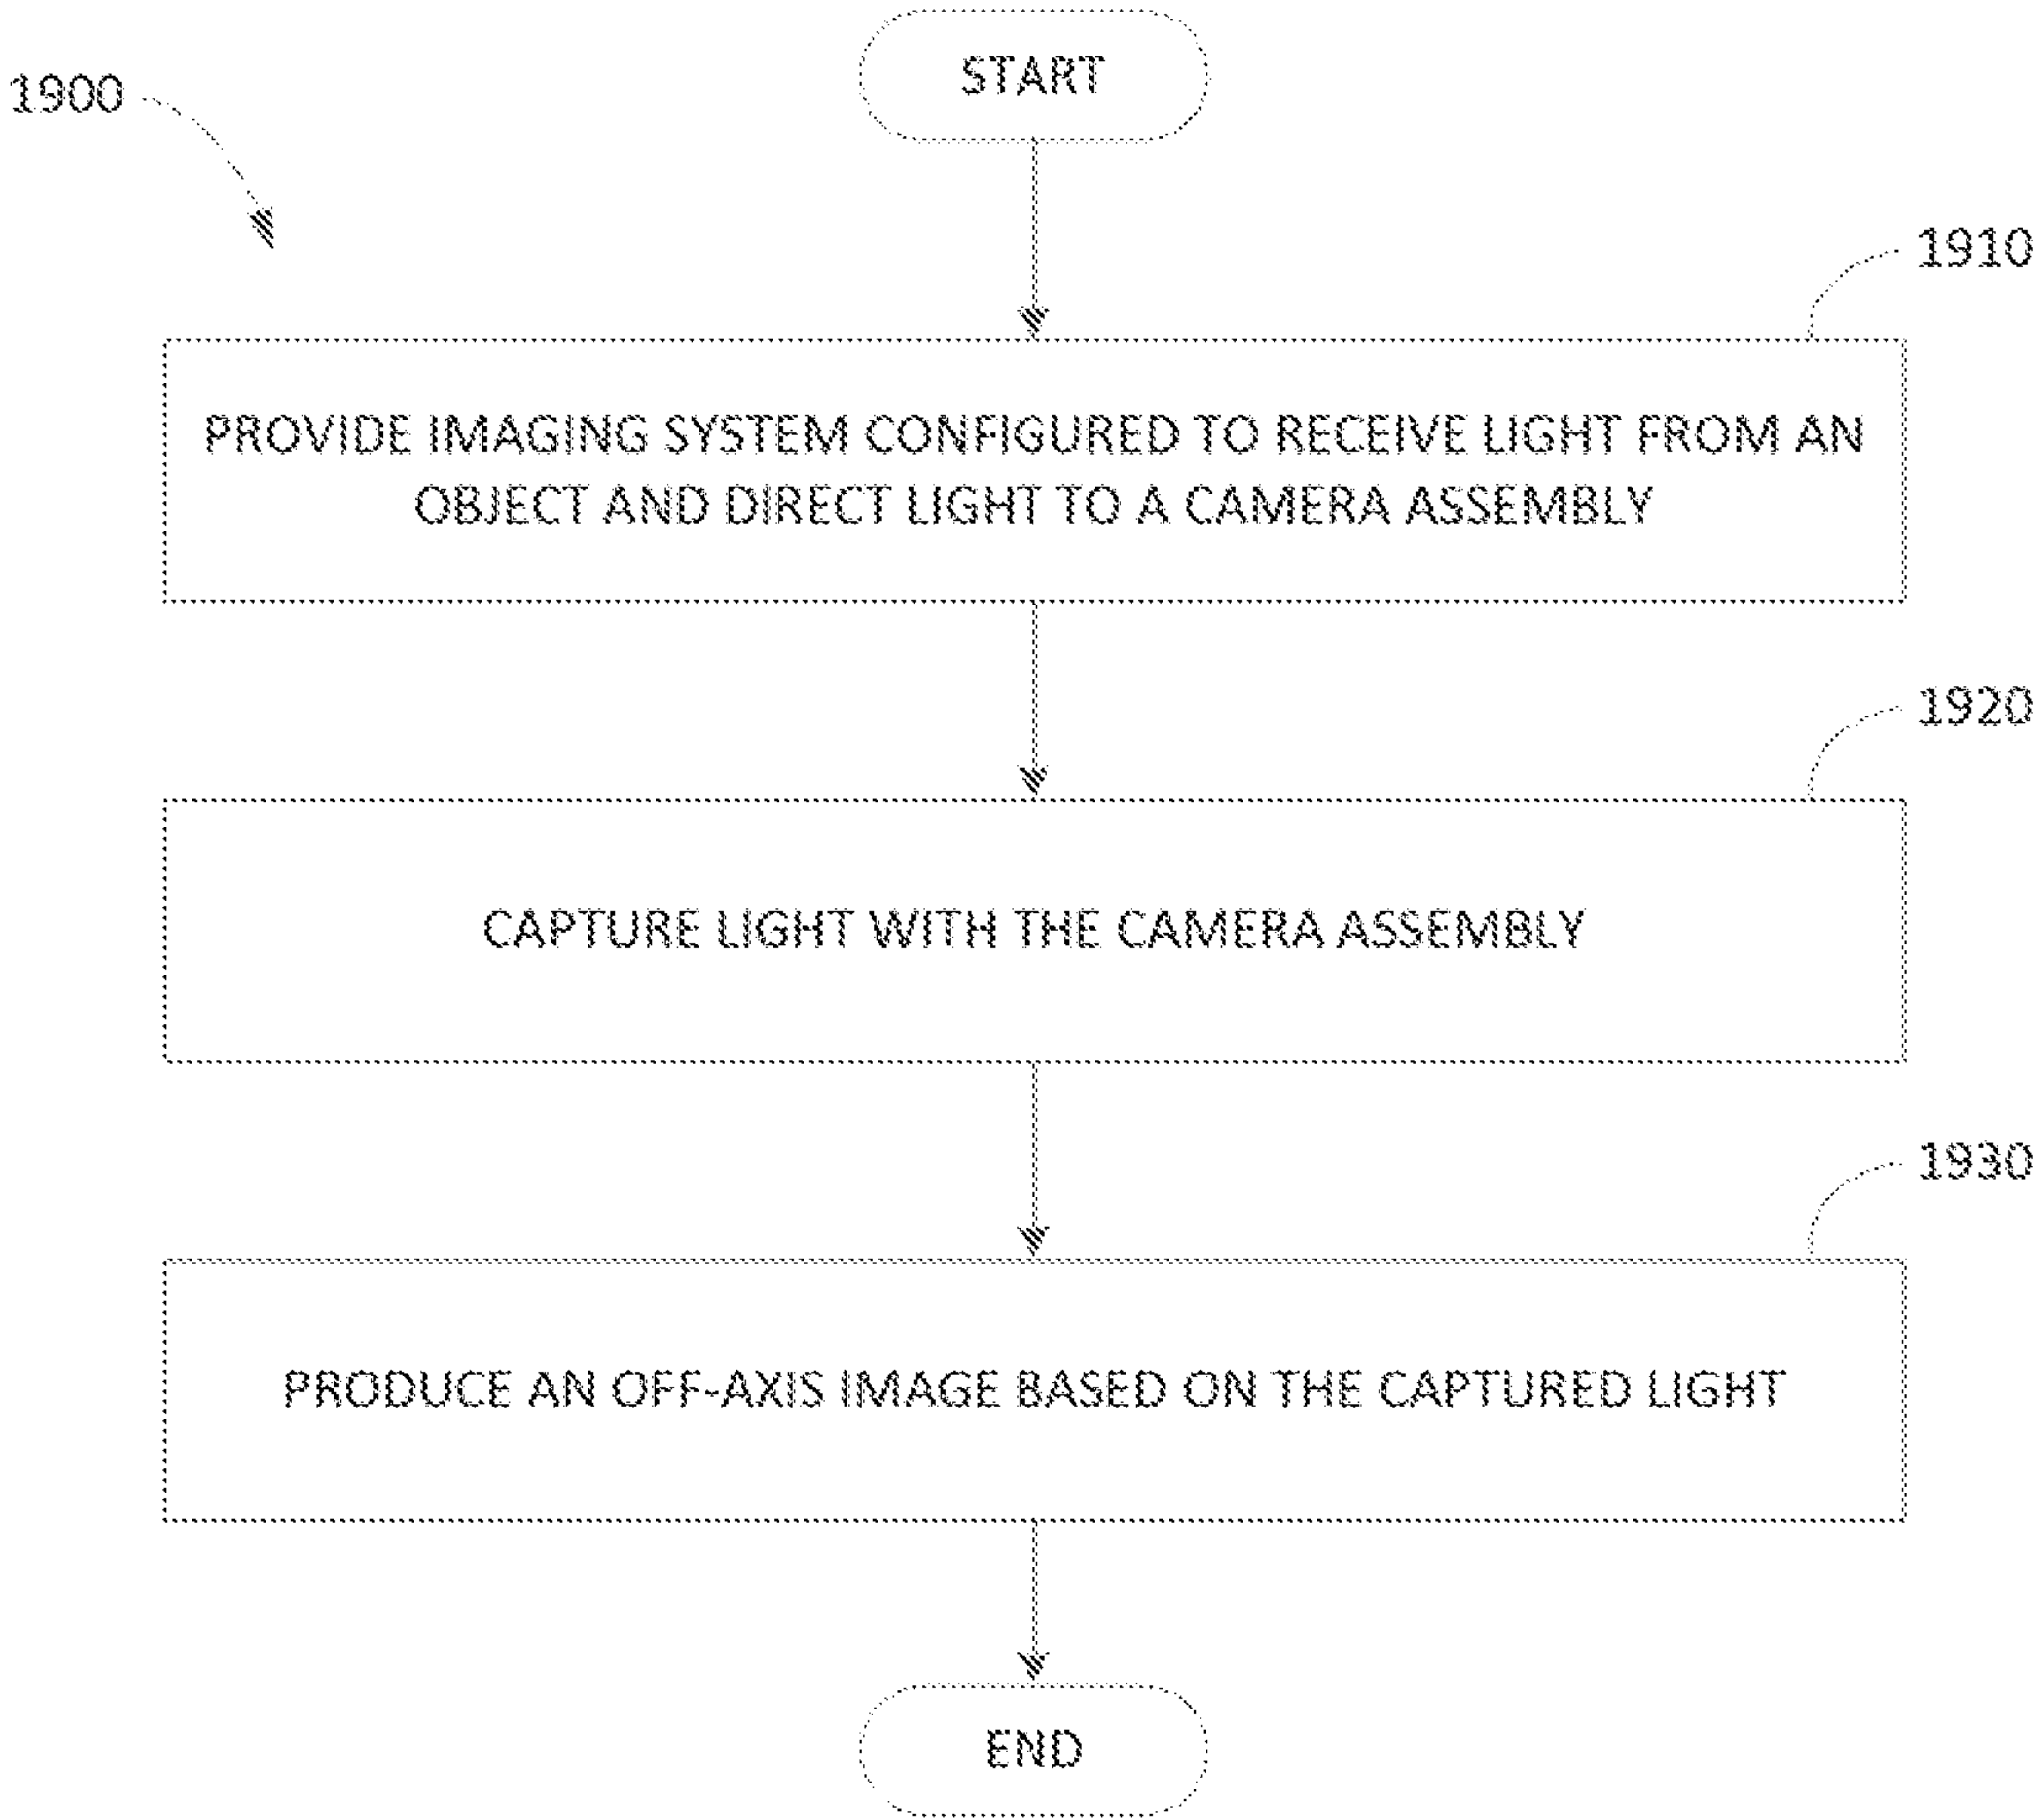 START
1900
1910
PROVIDE IMAGING SYSTEM CONFIGURED TO RECEIVE LIGHT FROM AN
OBJECT AND DIRECT LIGHT TO A CAMERA ASSEMBLY
1920
CAPTURE LIGHT WITH THE CAMERA ASSEMBLY
1930
PRODUCE AN OFF-AXIS IMAGE BASED ON THE CAPTURED LIGHT
END